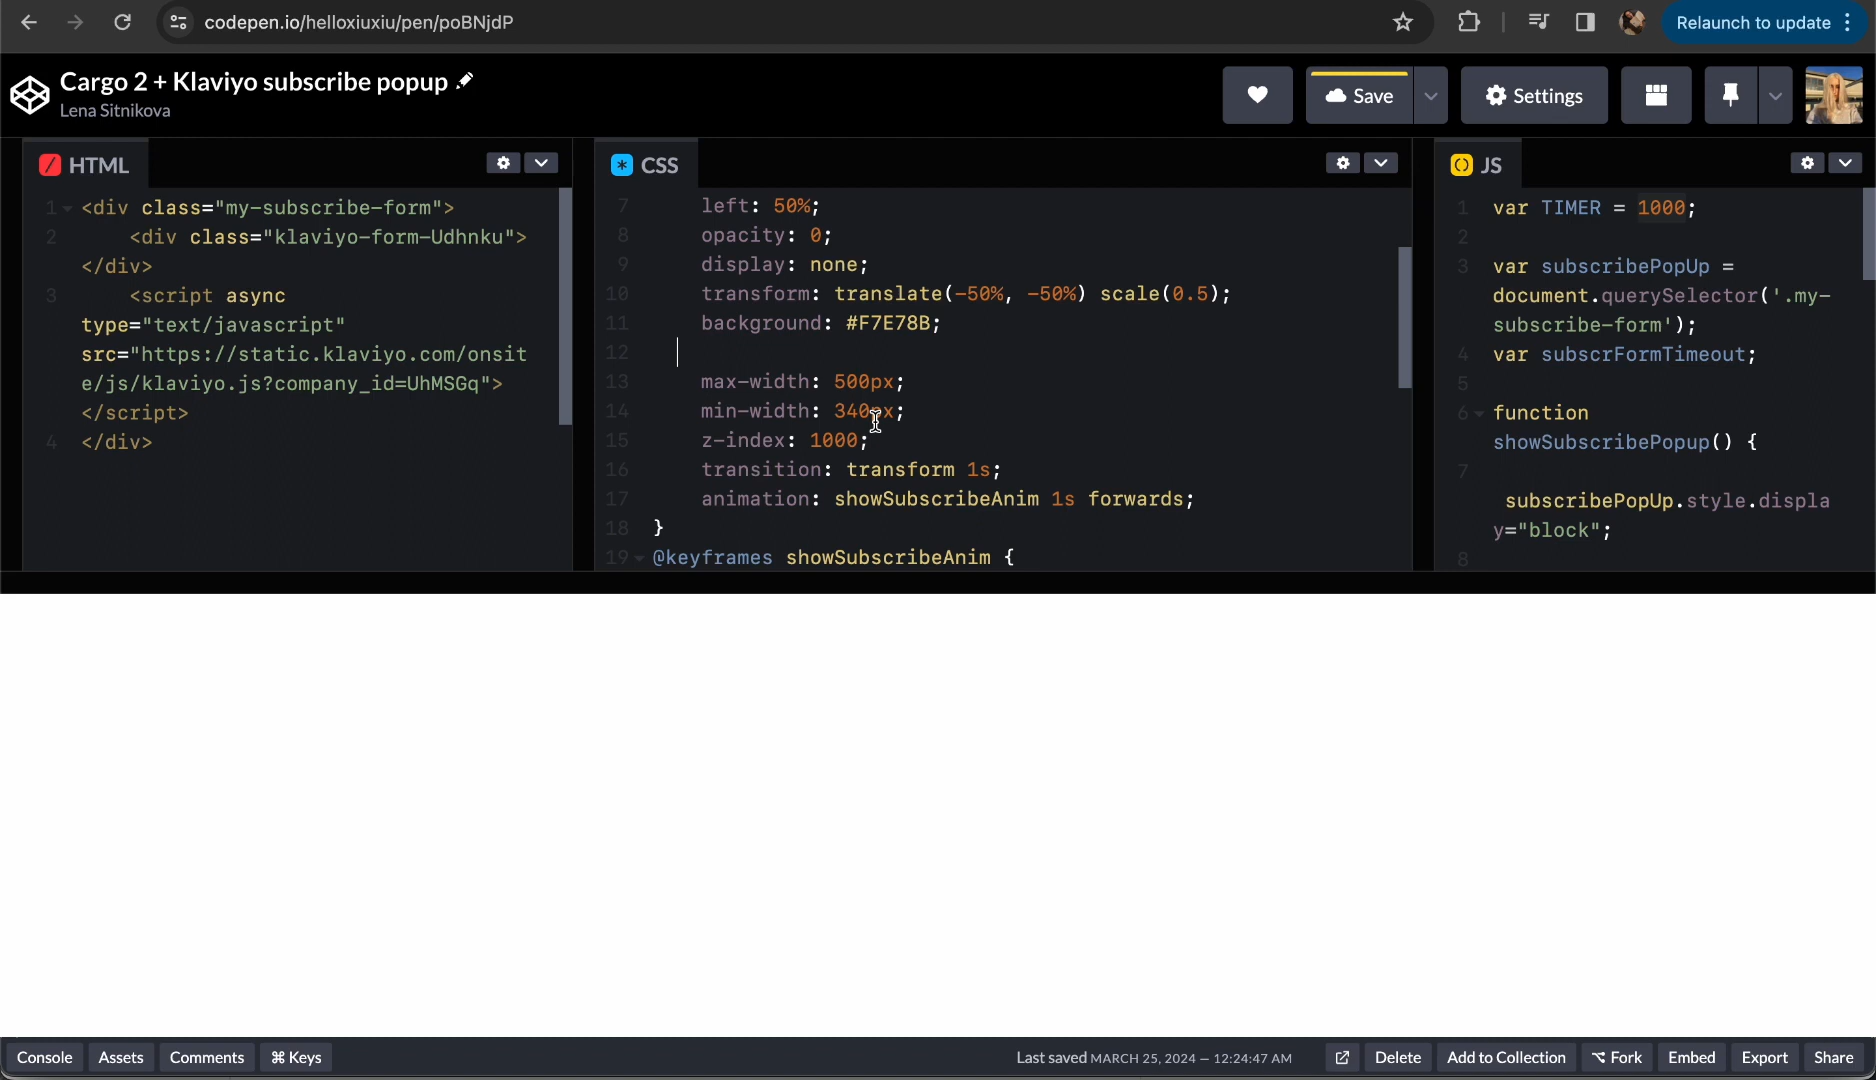 codepen.io/helloxiuxiu/pen/poBNjdP
Relaunch to update
Cargo 2 + Klaviyo subscribe popup
Lena Sitnikova
Save
Settings
HTML
1 <div class="my-subscribe-form">
2 <div class="klaviyo-form-Udhnku">
</div>
3 <script async
type="text/javascript"
src="https://static.klaviyo.com/onsit
e/js/klaviyo.js?company_id=UhMSGq">
</script>
4 </div>
CSS
7 left: 50%;
8 opacity: 0;
9 display: none;
10 transform: translate(-50%, -50%) scale(0.5);
11 background: #F7E78B;
12
13 max-width: 500px;
14 min-width: 340px;
15 z-index: 1000;
16 transition: transform 1s;
17 animation: showSubscribeAnim 1s forwards;
18 }
19 @keyframes showSubscribeAnim {
JS
1 var TIMER = 1000;
2
3 var subscribePopUp =
document.querySelector('.my-
subscribe-form');
4 var subscrFormTimeout;
5
6 function
showSubscribePopup() {
7
subscribePopUp.style.displa
y="block";
8
Console Assets Comments ⌘ Keys Last saved MARCH 25, 2024 — 12:24:47 AM Delete Add to Collection Fork Embed Export Share